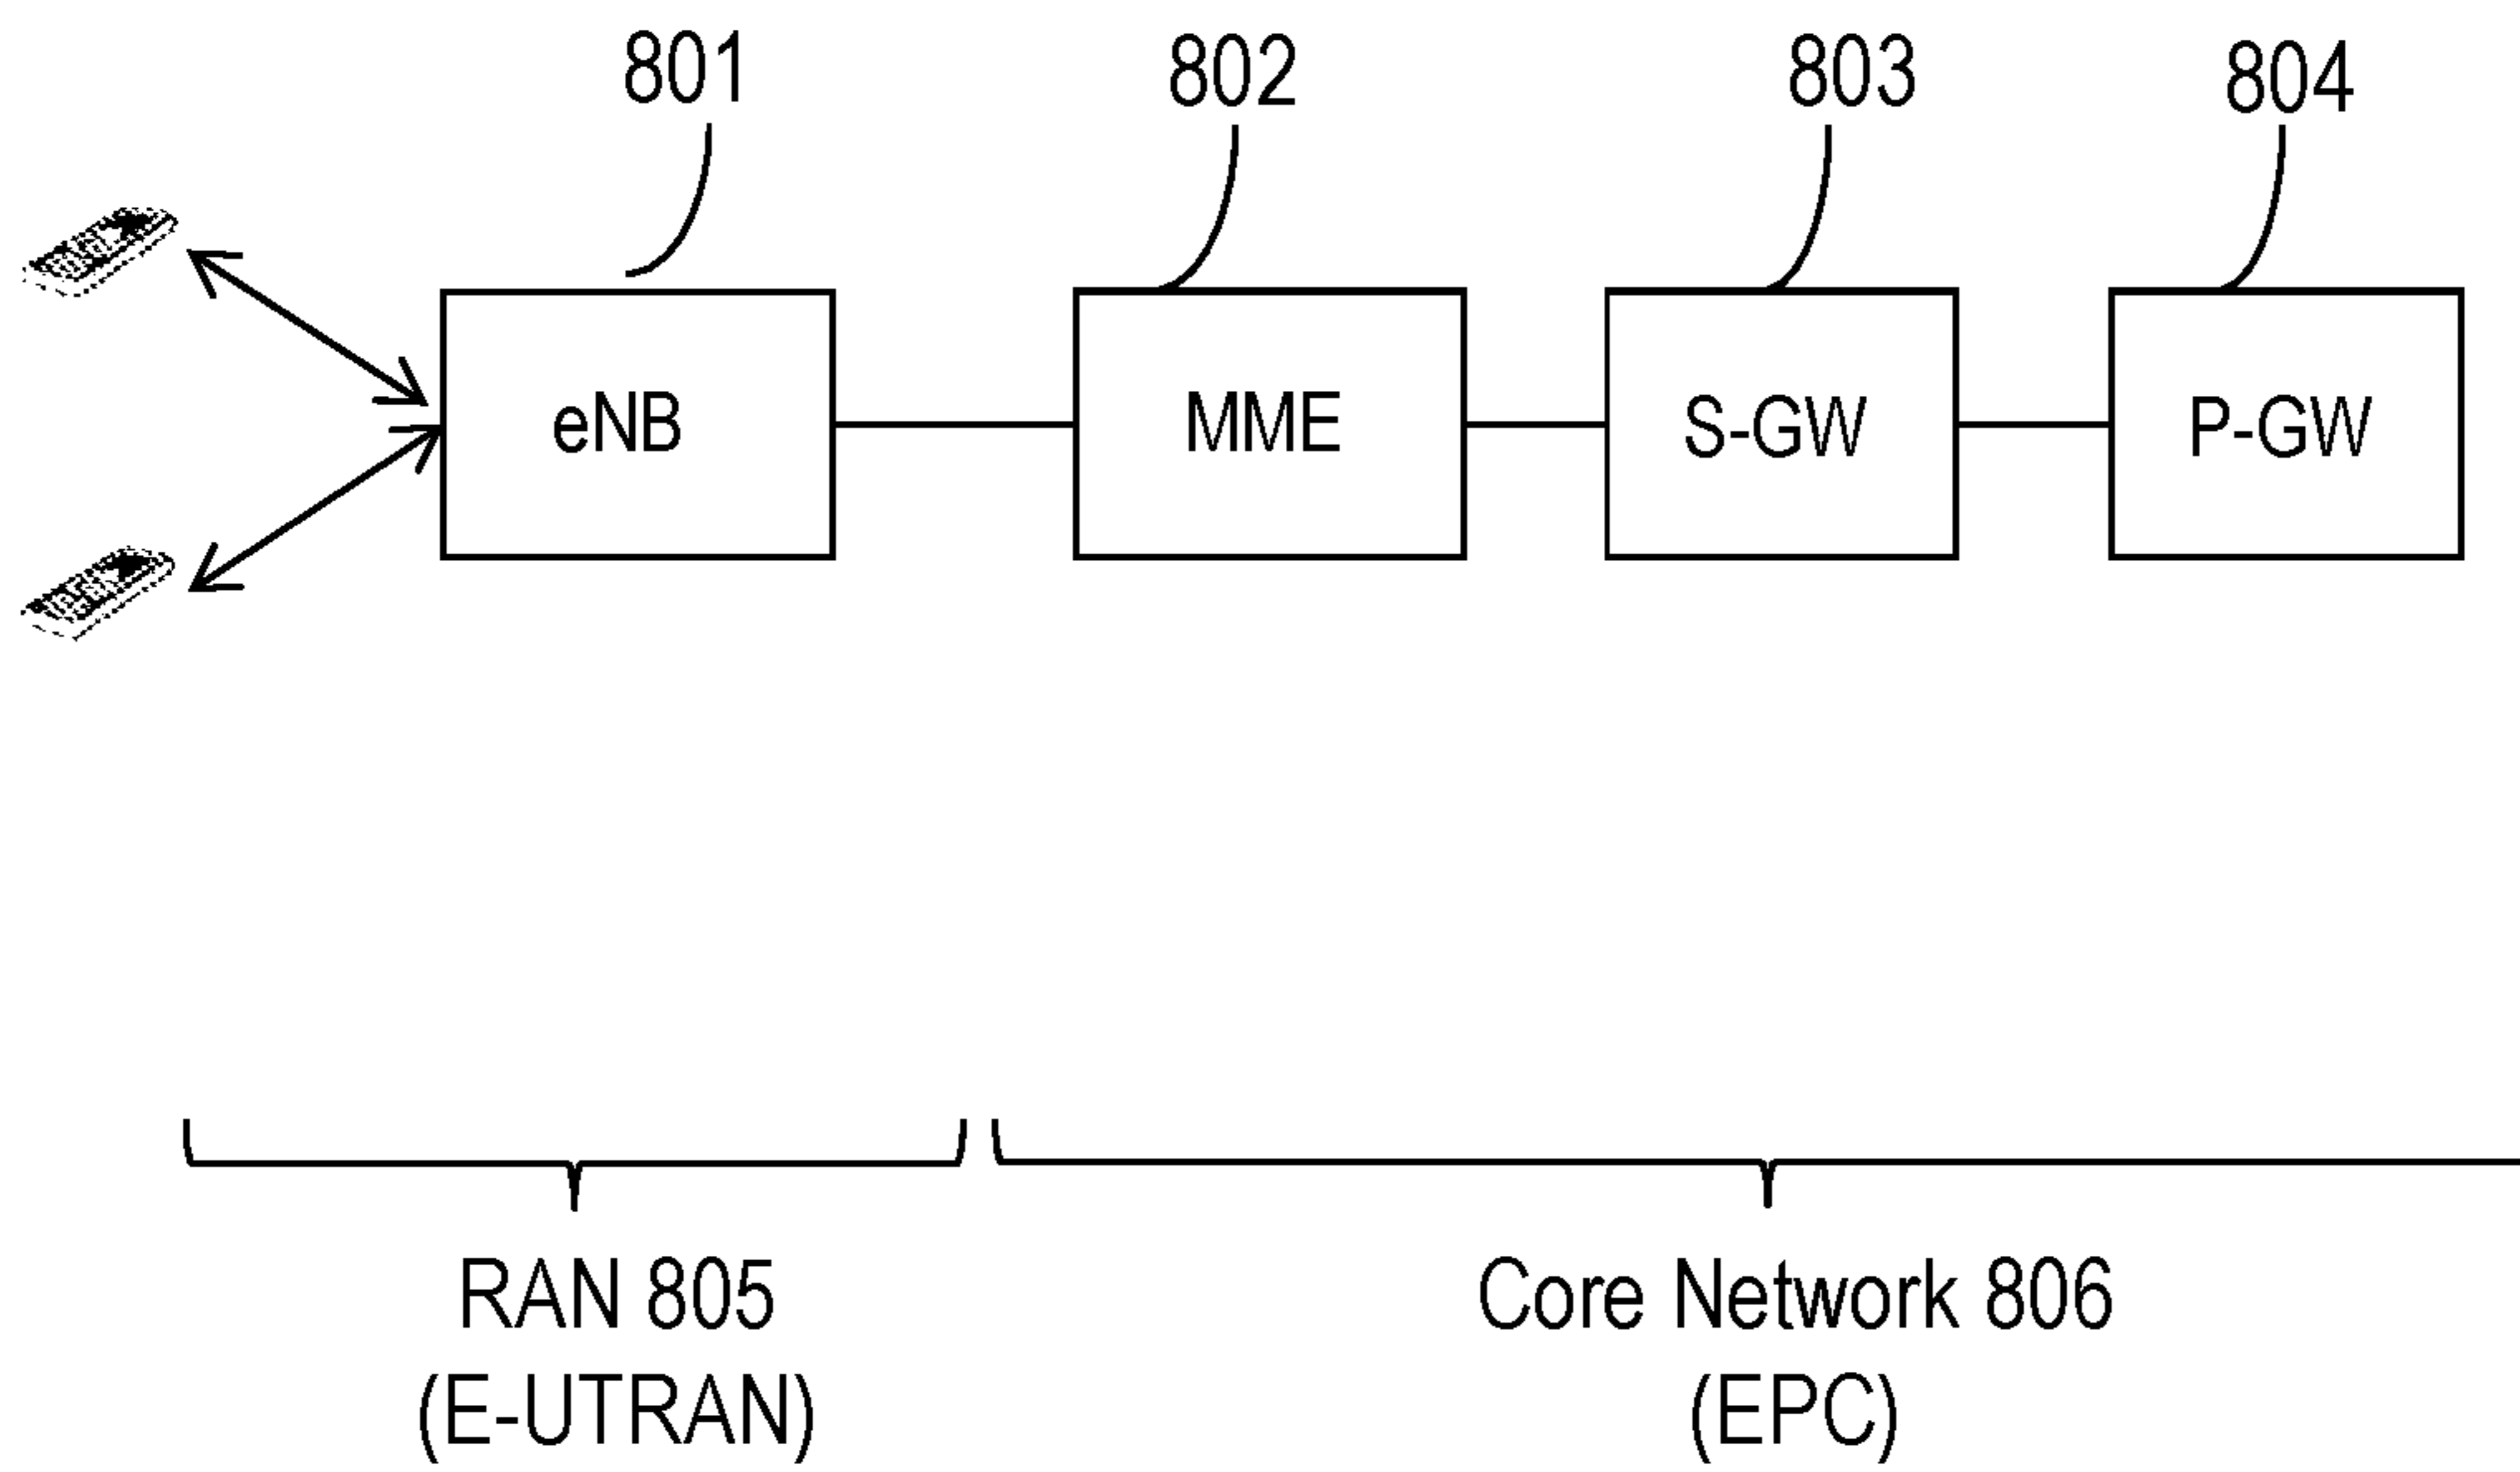 801
802
803
804
eNB
MME
S-GW
P-GW
RAN 805
(E-UTRAN)
Core Network 806
(EPC)